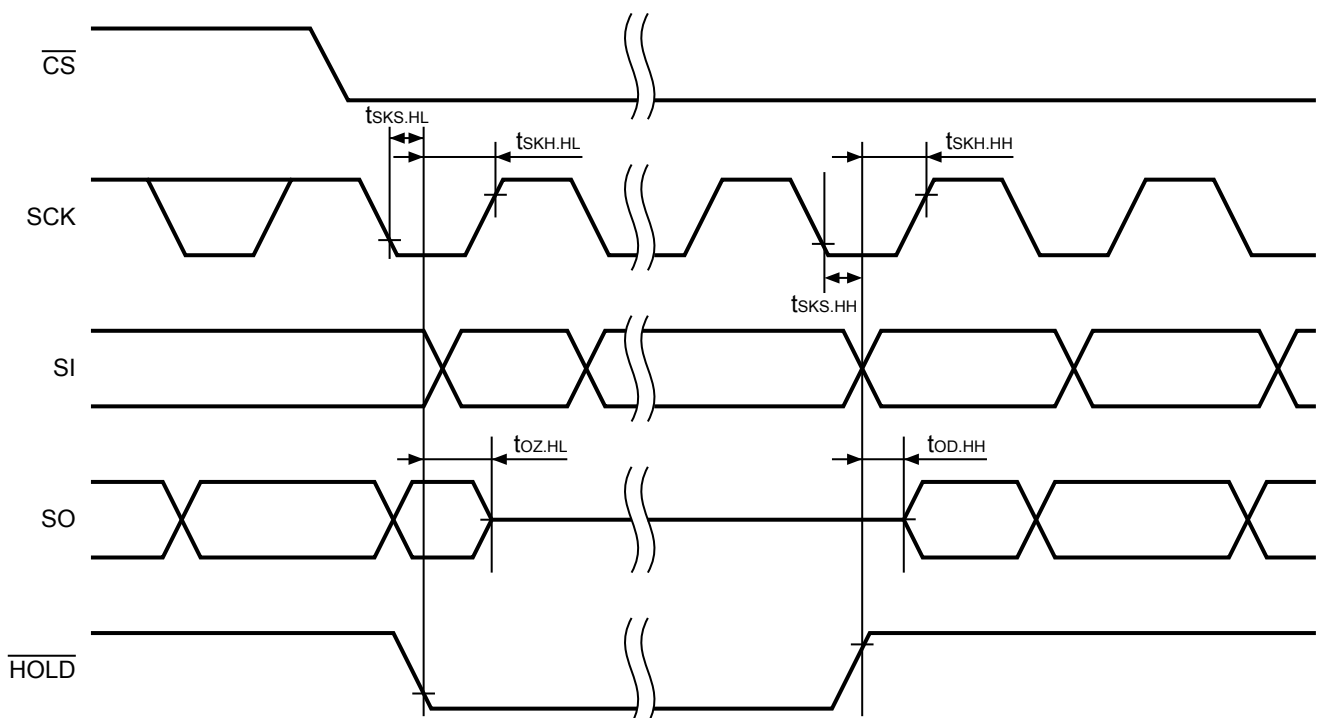 CS
tSKS.HL
tSKH.HL
tSKH.HH
SCK
tSKS.HH
SI
tOZ.HL
tOD.HH
SO
HOLD